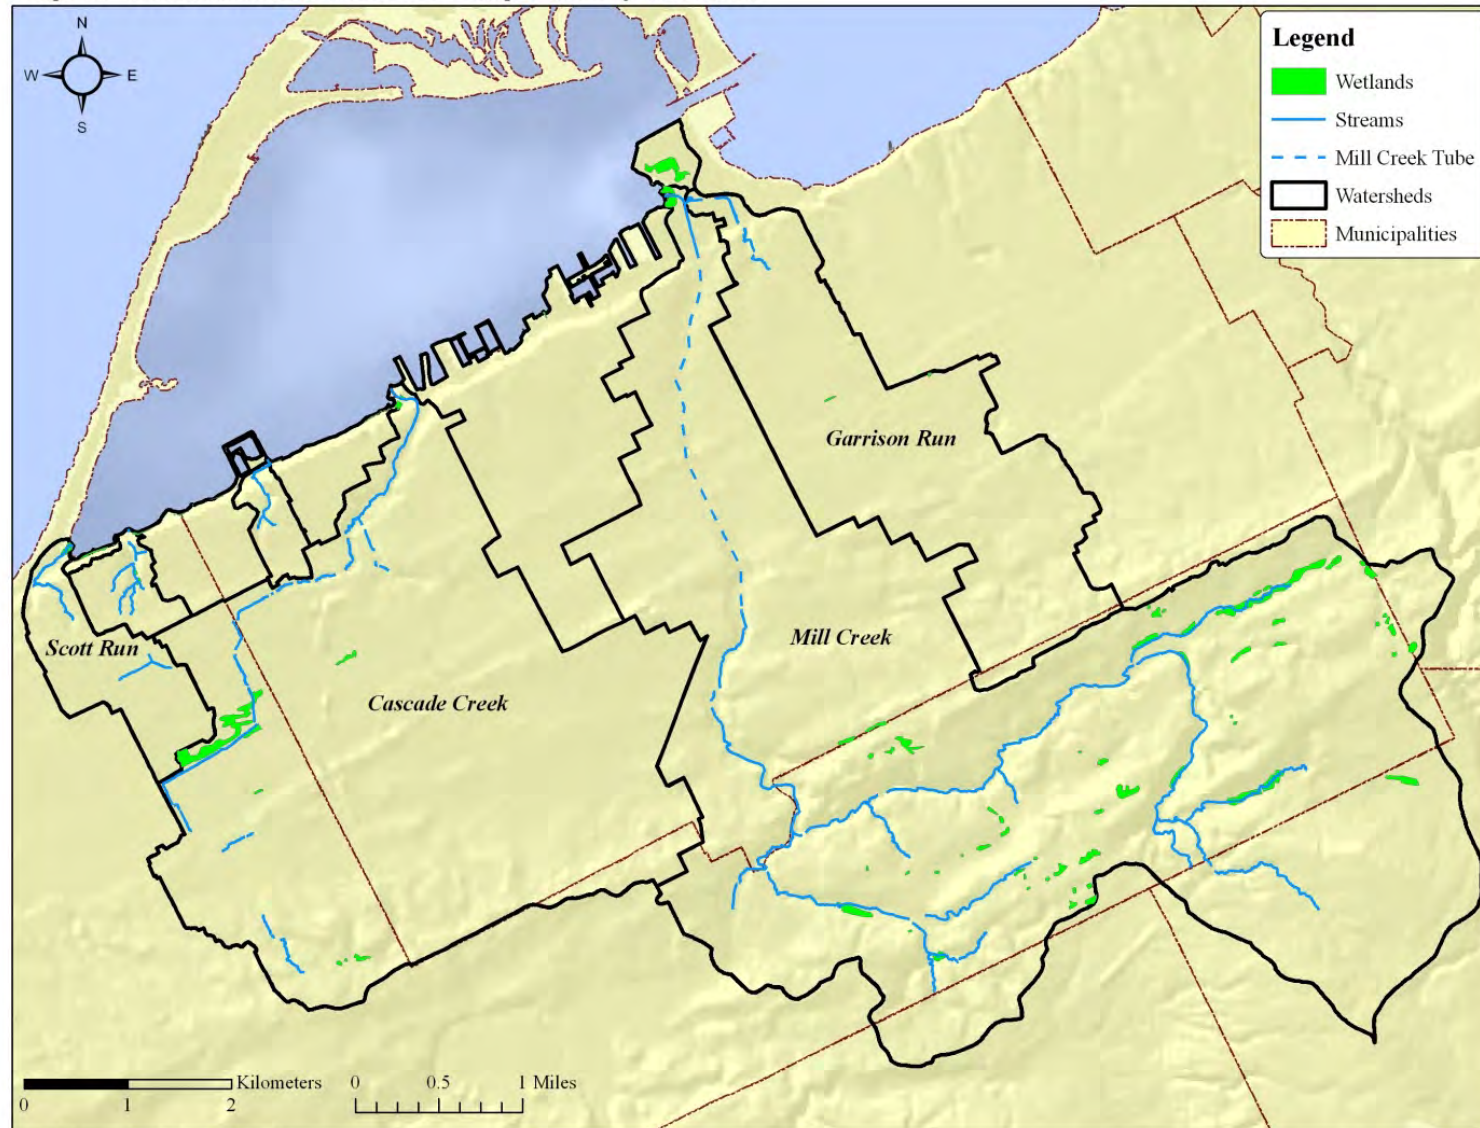 N
W
E
S
Legend
Wetlands
Streams
Mill Creek Tube
Watersheds
Municipalities
Garrison Run
Mill Creek
Scott Run
Cascade Creek
Kilometers
0 1 2
0 0.5 1 Miles